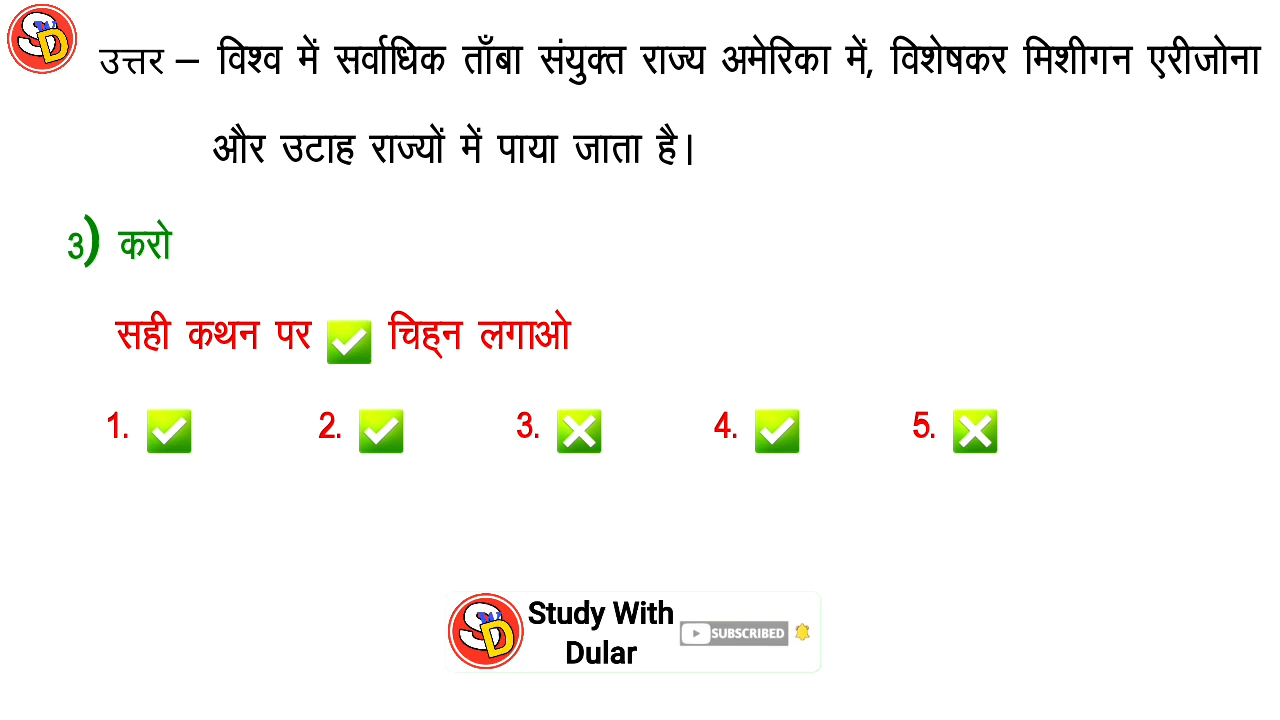 उत्तर – विश्व में सर्वाधिक ताँबा संयुक्त राज्य अमेरिका में, विशेषकर मिशीगन एरीजोना
और उटाह राज्यों में पाया जाता है।
3) करो
सही कथन पर ✅ चिह्न लगाओ
1. ✅ 2. ✅ 3. ❎ 4. ✅ 5. ❎
Study With
Dular
SUBSCRIBED